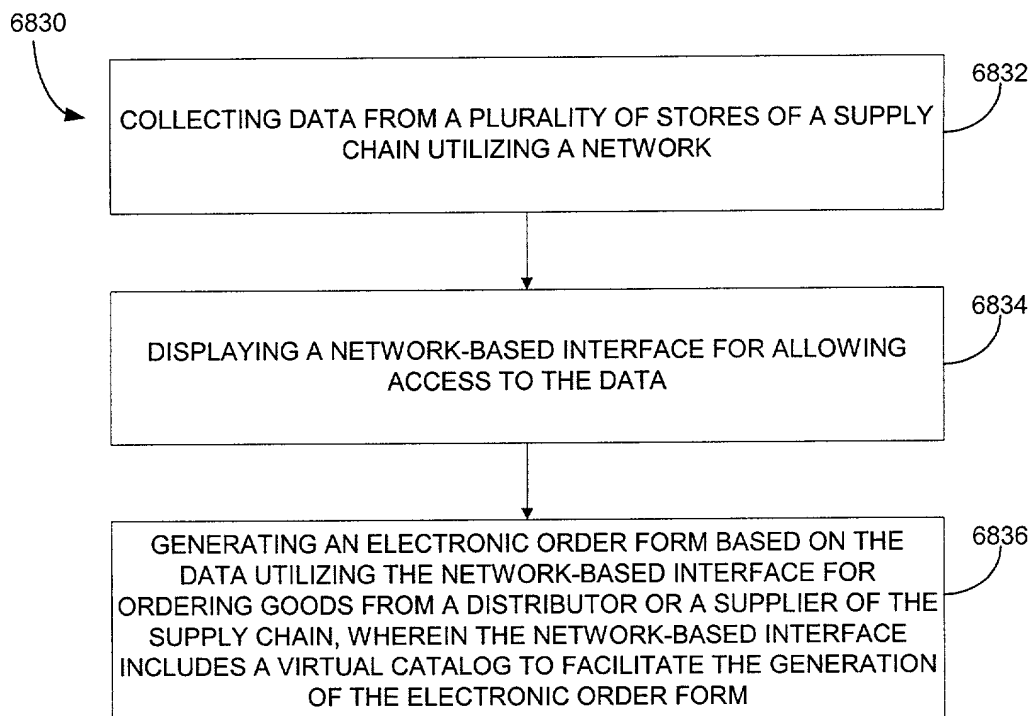 6830
6832
COLLECTING DATA FROM A PLURALITY OF STORES OF A SUPPLY
CHAIN UTILIZING A NETWORK
6834
DISPLAYING A NETWORK-BASED INTERFACE FOR ALLOWING
ACCESS TO THE DATA
6836
GENERATING AN ELECTRONIC ORDER FORM BASED ON THE
DATA UTILIZING THE NETWORK-BASED INTERFACE FOR
ORDERING GOODS FROM A DISTRIBUTOR OR A SUPPLIER OF THE
SUPPLY CHAIN, WHEREIN THE NETWORK-BASED INTERFACE
INCLUDES A VIRTUAL CATALOG TO FACILITATE THE GENERATION
OF THE ELECTRONIC ORDER FORM